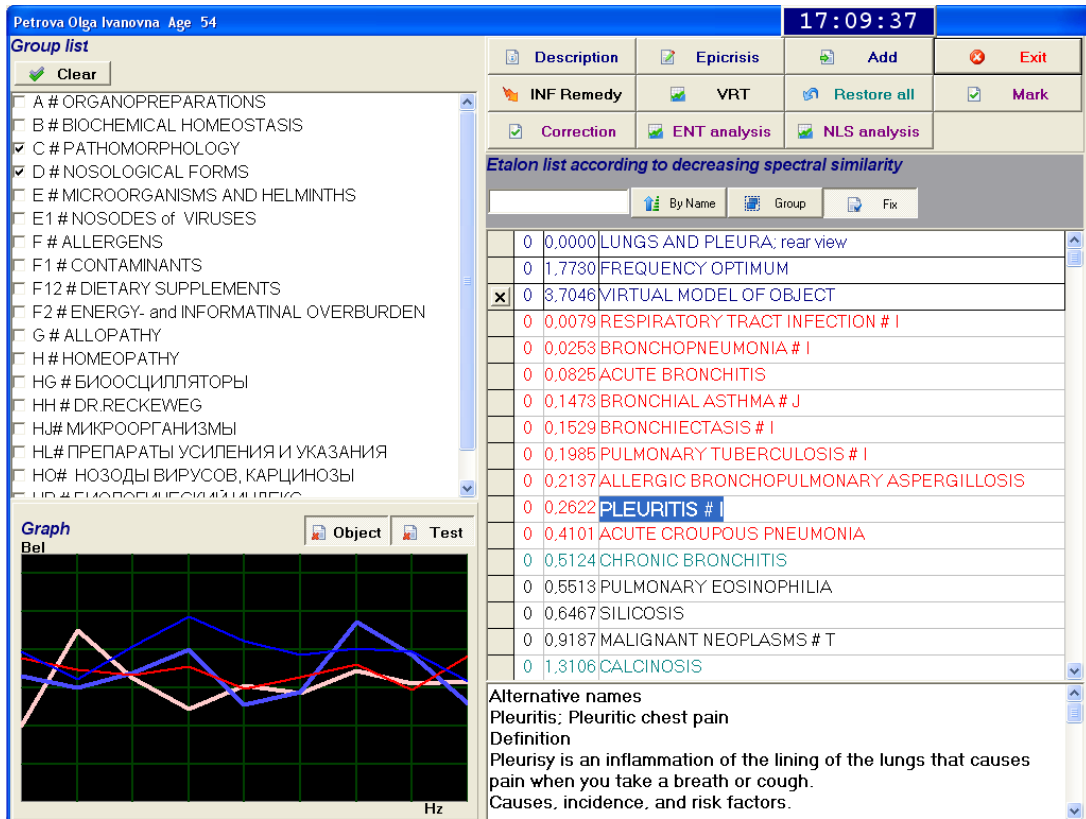 Petrova Olga Ivanovna Age 54
17:09:37
Group list
Clear
A # ORGANOPREPARATIONS
B # BIOCHEMICAL HOMEOSTASIS
C # PATHOMORPHOLOGY
D # NOSOLOGICAL FORMS
E # MICROORGANISMS AND HELMINTHS
E1 # NOSODES of VIRUSES
F # ALLERGENS
F1 # CONTAMINANTS
F12 # DIETARY SUPPLEMENTS
F2 # ENERGY- and INFORMATINAL OVERBURDEN
G # ALLOPATHY
H # HOMEOPATHY
HG # БИООСЦИЛЛЯТОРЫ
HH # DR.RECKEWEG
HJ# МИКРООРГАНИЗМЫ
HL# ПРЕПАРАТЫ УСИЛЕНИЯ И УКАЗАНИЯ
HO# НОЗОДЫ ВИРУСОВ, КАРЦИНОЗЫ
Graph
Object Test
Bel
Hz
Description Epicrisis Add Exit
INF Remedy VRT Restore all Mark
Correction ENT analysis NLS analysis
Etalon list according to decreasing spectral similarity
By Name Group Fix
0 0,0000 LUNGS AND PLEURA; rear view
0 1,7730 FREQUENCY OPTIMUM
0 3,7046 VIRTUAL MODEL OF OBJECT
0 0,0079 RESPIRATORY TRACT INFECTION # I
0 0,0253 BRONCHOPNEUMONIA # I
0 0,0825 ACUTE BRONCHITIS
0 0,1473 BRONCHIAL ASTHMA # J
0 0,1529 BRONCHIECTASIS # I
0 0,1985 PULMONARY TUBERCULOSIS # I
0 0,2137 ALLERGIC BRONCHOPULMONARY ASPERGILLOSIS
0 0,2622 PLEURITIS # I
0 0,4101 ACUTE CROUPOUS PNEUMONIA
0 0,5124 CHRONIC BRONCHITIS
0 0,5513 PULMONARY EOSINOPHILIA
0 0,6467 SILICOSIS
0 0,9187 MALIGNANT NEOPLASMS # T
0 1,3106 CALCINOSIS
Alternative names
Pleuritis; Pleuritic chest pain
Definition
Pleurisy is an inflammation of the lining of the lungs that causes
pain when you take a breath or cough.
Causes, incidence, and risk factors.